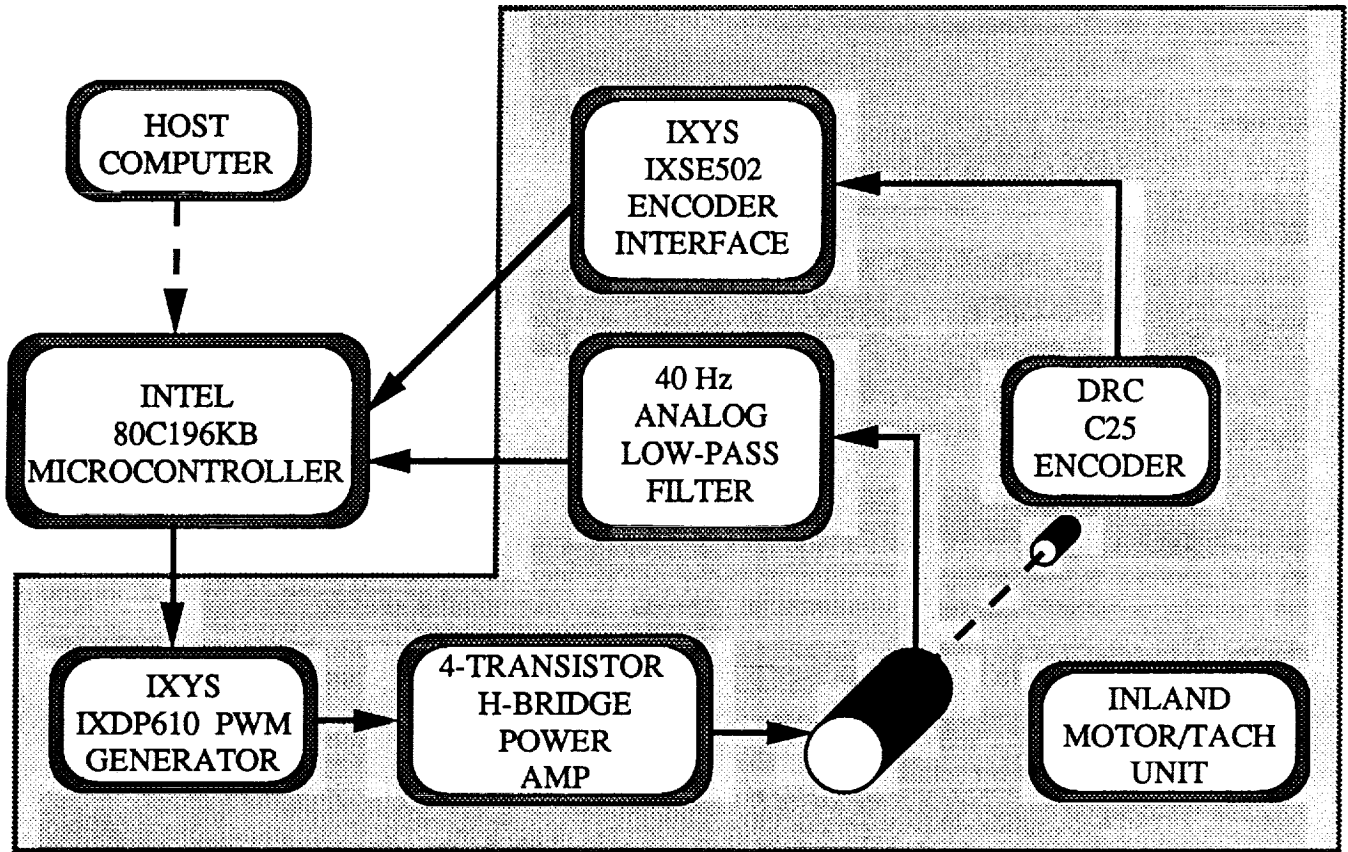 HOST
COMPUTER
IXYS
IXSE502
ENCODER
INTERFACE
INTEL
80C196KB
MICROCONTROLLER
40 Hz
ANALOG
LOW-PASS
FILTER
DRC
C25
ENCODER
IXYS
IXDP610 PWM
GENERATOR
4-TRANSISTOR
H-BRIDGE
POWER
AMP
INLAND
MOTOR/TACH
UNIT